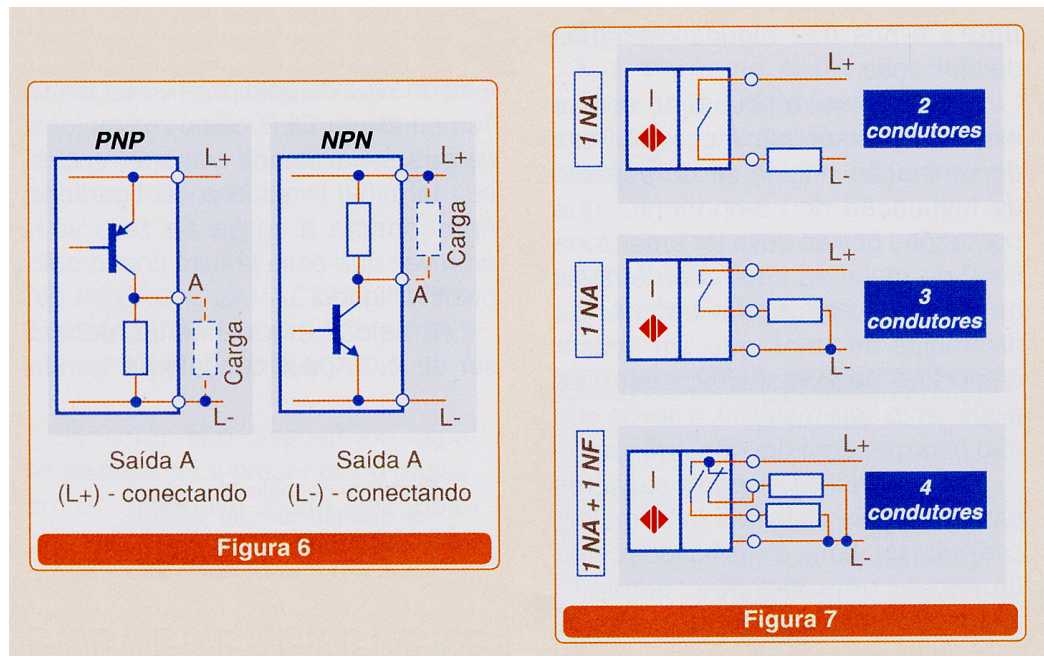 PNP
L+
A
Carga
L-
Saída A
(L+) - conectando
NPN
L+
Carga
A
L-
Saída A
(L-) - conectando
Figura 6
1 NA
L+
L-
2
condutores
1 NA
L+
L-
3
condutores
1 NA + 1 NF
L+
L-
4
condutores
Figura 7